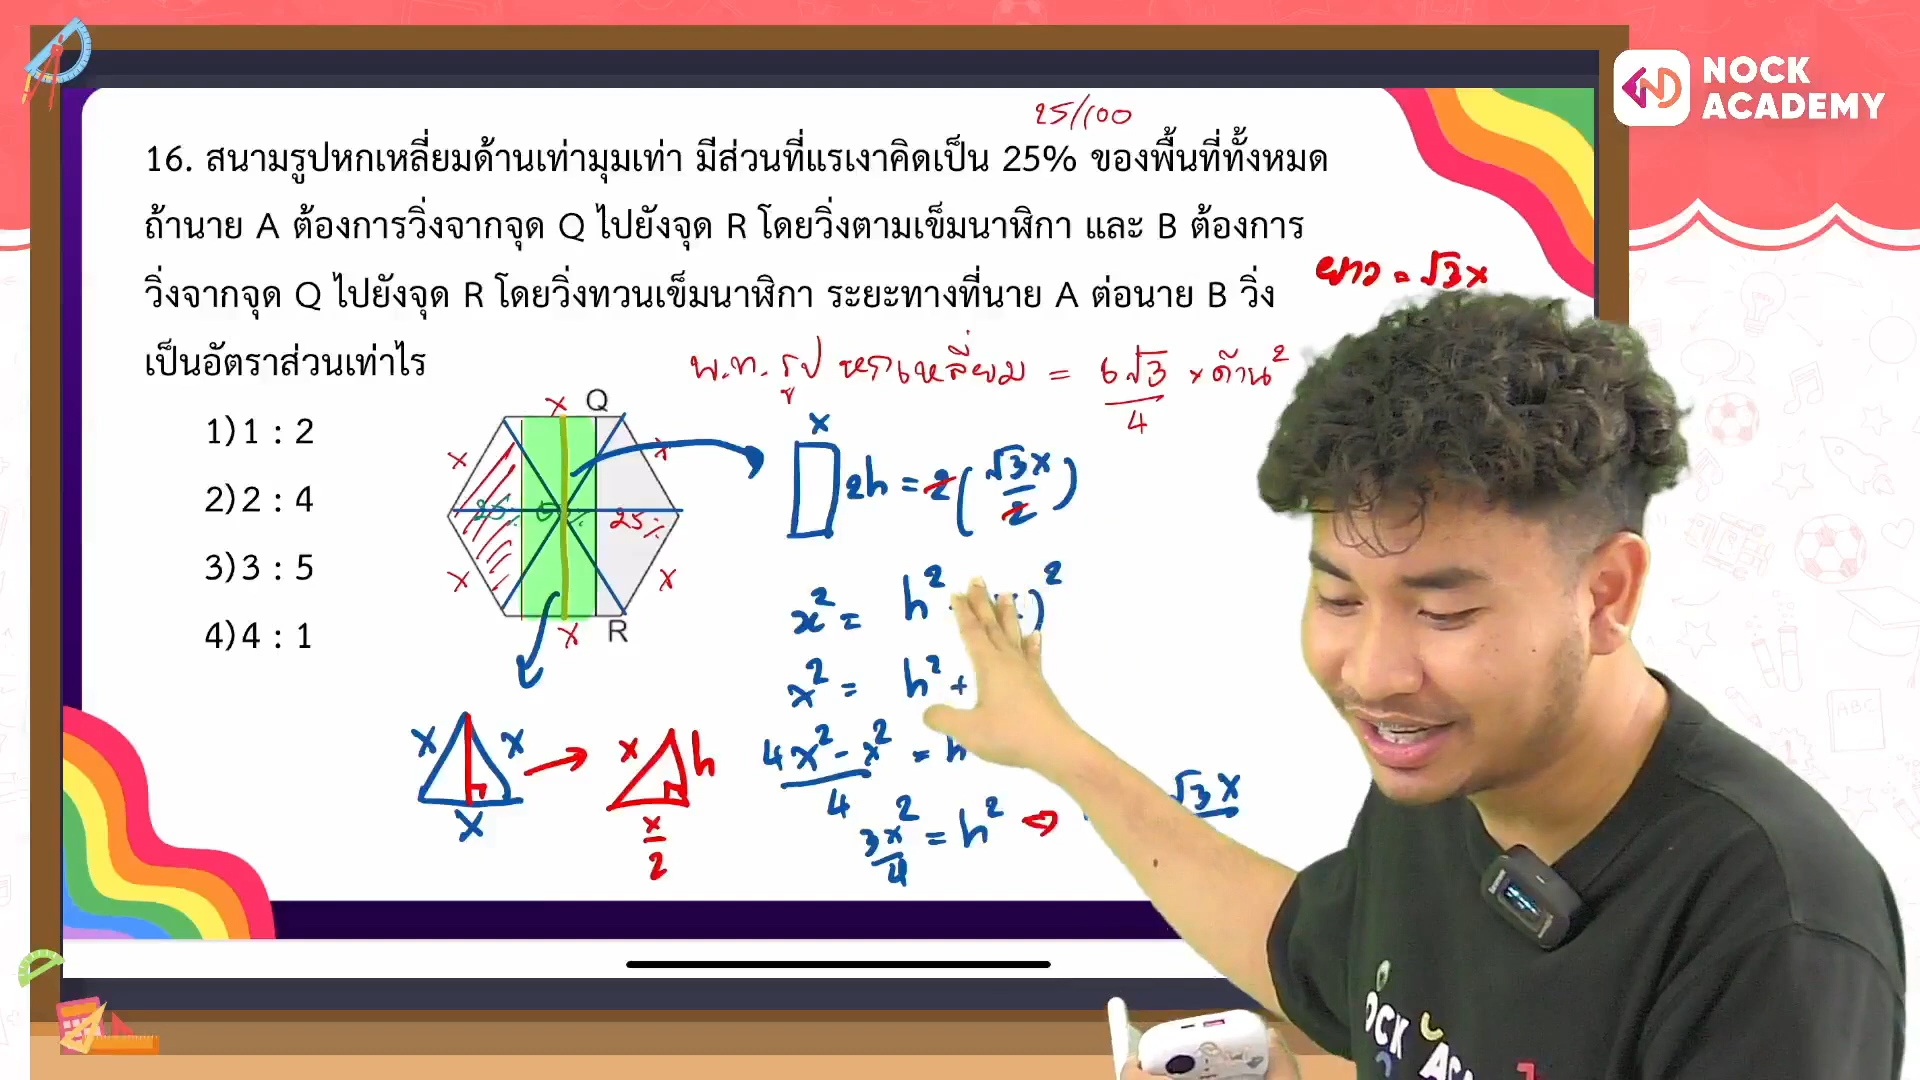 NOCK
ACADEMY
25/100
16. สนามรูปหกเหลี่ยมด้านเท่ามุมเท่า มีส่วนที่แรเงาคิดเป็น 25% ของพื้นที่ทั้งหมด
ถ้านาย A ต้องการวิ่งจากจุด Q ไปยังจุด R โดยวิ่งตามเข็มนาฬิกา และ B ต้องการ
วิ่งจากจุด Q ไปยังจุด R โดยวิ่งทวนเข็มนาฬิกา ระยะทางที่นาย A ต่อนาย B วิ่ง
เป็นอัตราส่วนเท่าไร
ยาว = √3x
พ.ท. รูป หกเหลี่ยม = 6√3/4 × ด้าน²
1) 1 : 2
2) 2 : 4
3) 3 : 5
4) 4 : 1
x Q
x x
25% 25%
x x
x R
x
2h = 2(√3x/2)
x² = h²
)²
x² = h² +
4x² - x²/4 = h
3x²/4 = h² ⇒
√3x
x x
x
x h
x/2